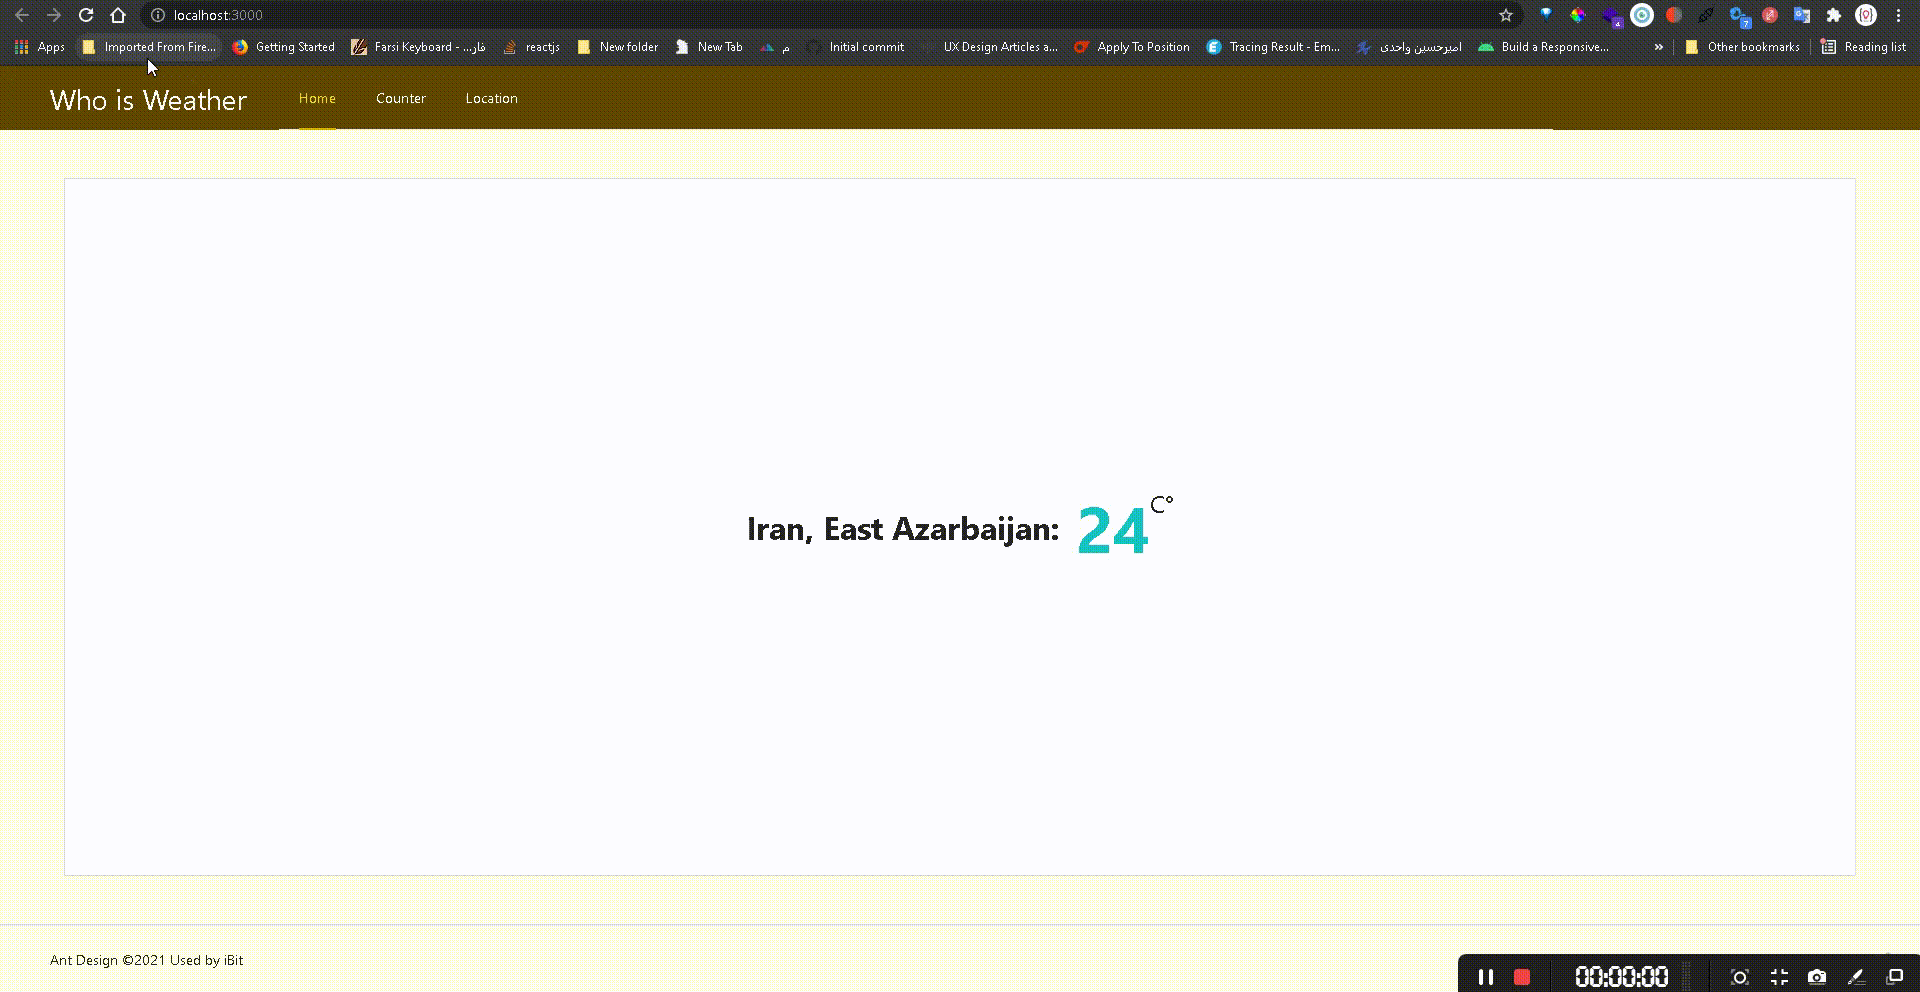 localhost:3000
Apps Imported From Fire... Getting Started Farsi Keyboard - ...فار reactjs New folder New Tab م Initial commit UX Design Articles a... Apply To Position Tracing Result - Em... امیرحسین واحدی Build a Responsive... » Other bookmarks Reading list
Who is Weather Home Counter Location
Iran, East Azarbaijan: 24 C°
Ant Design ©2021 Used by iBit
00:00:00